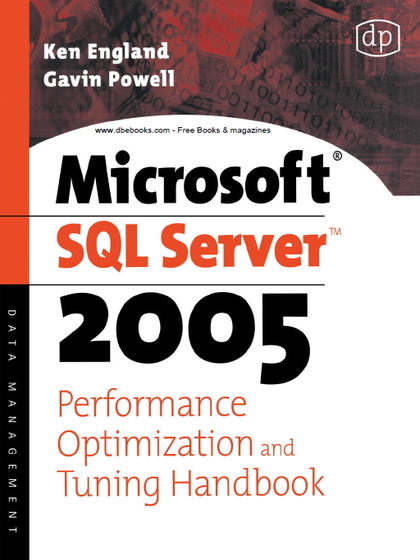 Ken England
Gavin Powell
dp
www.dbebooks.com - Free Books & magazines
Microsoft®
SQL Server™
2005
Performance
Optimization and
Tuning Handbook
DATA MANAGEMENT